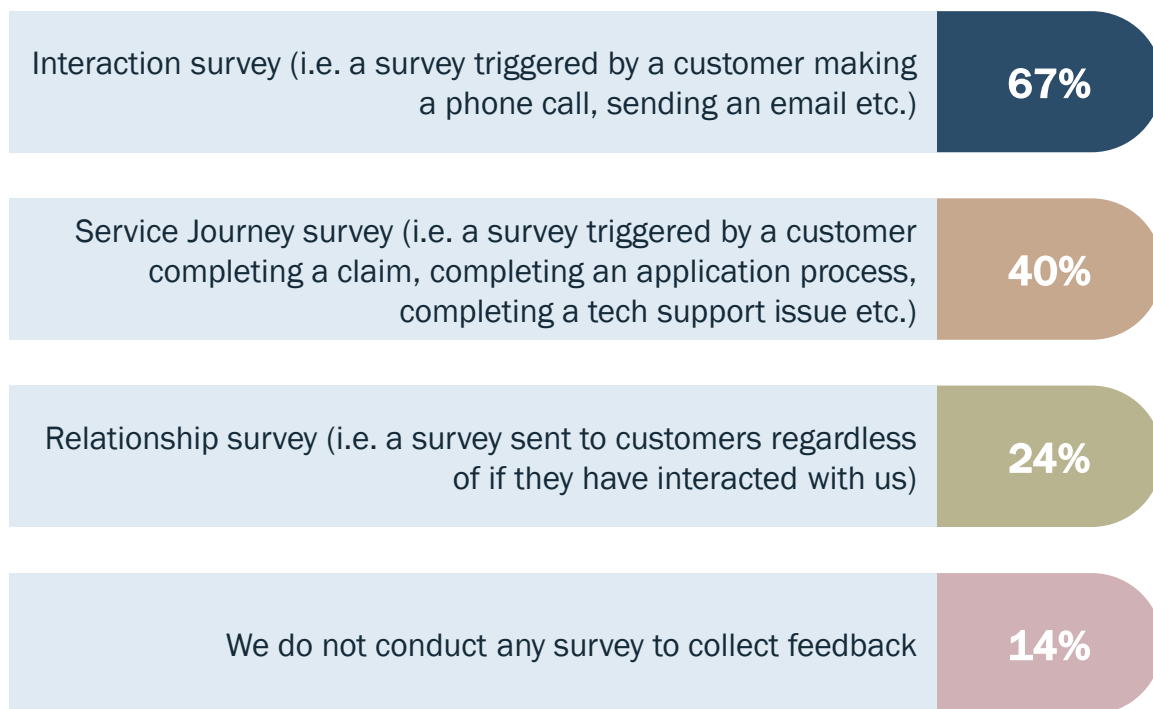 Interaction survey (i.e. a survey triggered by a customer making
a phone call, sending an email etc.)
67%
Service Journey survey (i.e. a survey triggered by a customer
completing a claim, completing an application process,
completing a tech support issue etc.)
40%
Relationship survey (i.e. a survey sent to customers regardless
of if they have interacted with us)
24%
We do not conduct any survey to collect feedback
14%